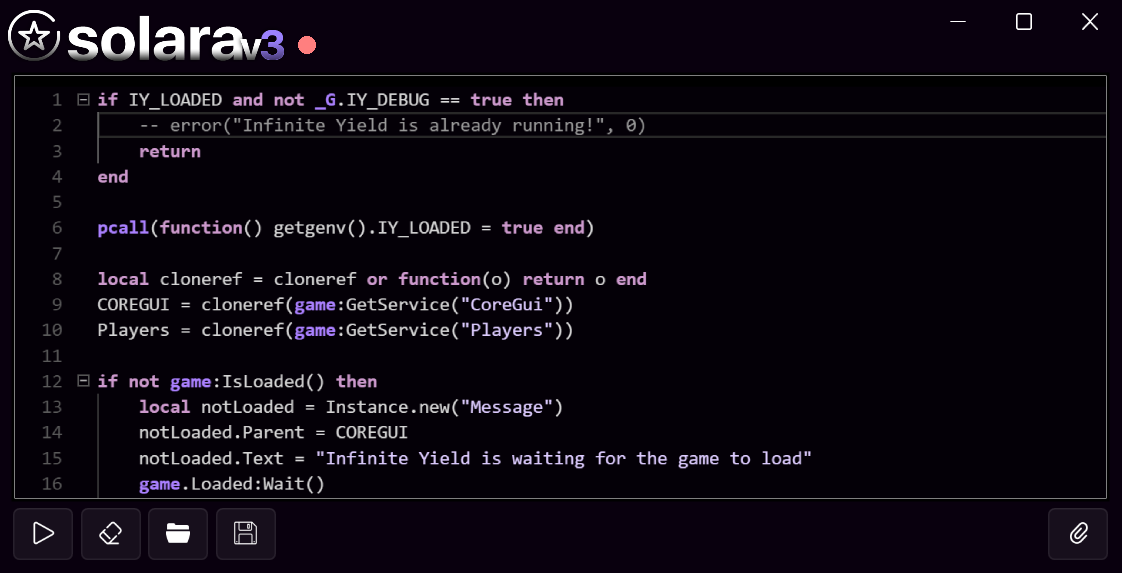 solara v3
1 if IY_LOADED and not _G.IY_DEBUG == true then
2 -- error("Infinite Yield is already running!", 0)
3 return
4 end
5
6 pcall(function() getgenv().IY_LOADED = true end)
7
8 local cloneref = cloneref or function(o) return o end
9 COREGUI = cloneref(game:GetService("CoreGui"))
10 Players = cloneref(game:GetService("Players"))
11
12 if not game:IsLoaded() then
13 local notLoaded = Instance.new("Message")
14 notLoaded.Parent = COREGUI
15 notLoaded.Text = "Infinite Yield is waiting for the game to load"
16 game.Loaded:Wait()